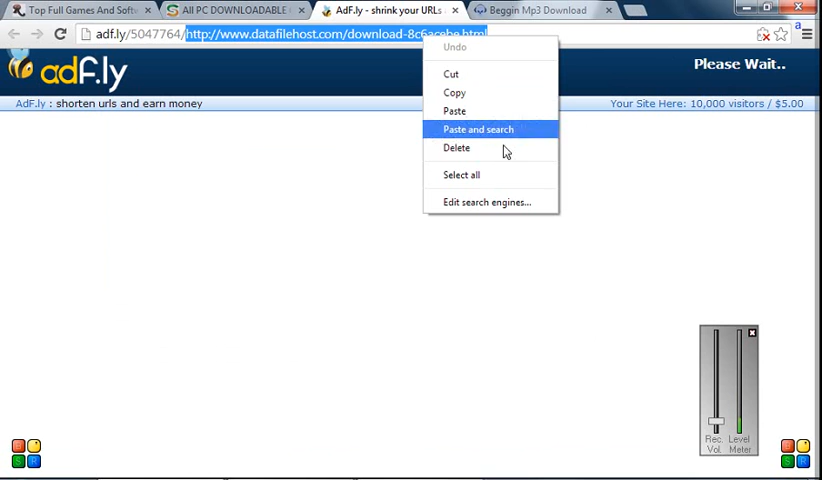 Top Full Games And Softw
All PC DOWNLOADABLE
AdF.ly - shrink your URLs
Beggin Mp3 Download
adf.ly/5047764/http://www.datafilehost.com/download-8c6acebe.html
Undo
Cut
Copy
Paste
Paste and search
Delete
Select all
Edit search engines...
adf.ly
Please Wait..
AdF.ly : shorten urls and earn money
Your Site Here: 10,000 visitors / $5.00
Rec. Level
Vol. Meter